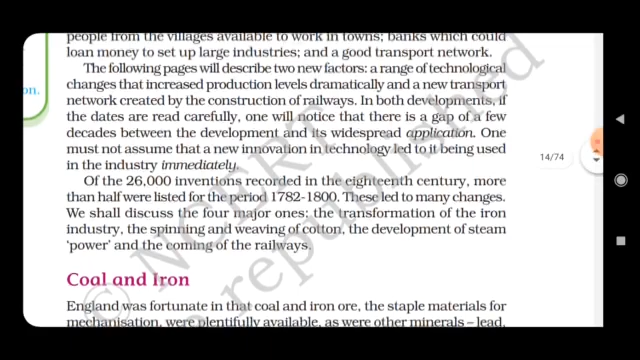 people from the villages available to work in towns; banks which could
loan money to set up large industries; and a good transport network.
The following pages will describe two new factors: a range of technological
changes that increased production levels dramatically and a new transport
network created by the construction of railways. In both developments, if
the dates are read carefully, one will notice that there is a gap of a few
decades between the development and its widespread application. One
must not assume that a new innovation in technology led to it being used
in the industry immediately.
Of the 26,000 inventions recorded in the eighteenth century, more
than half were listed for the period 1782-1800. These led to many changes.
We shall discuss the four major ones: the transformation of the iron
industry, the spinning and weaving of cotton, the development of steam
‘power’ and the coming of the railways.
Coal and Iron
England was fortunate in that coal and iron ore, the staple materials for
mechanisation, were plentifully available, as were other minerals – lead,
on.
14/74
© NCERT
republished